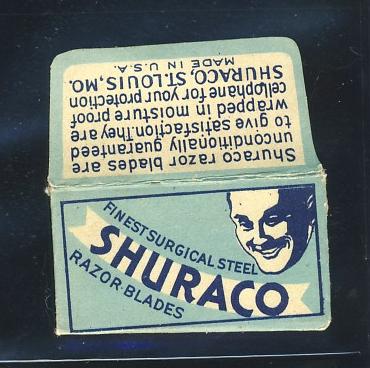 Shuraco razor blades are
unconditionally guaranteed
to give satisfaction. They are
wrapped in moisture proof
cellophane for your protection
SHURACO, ST. LOUIS, MO.
MADE IN U.S.A.
FINEST SURGICAL STEEL
SHURACO
RAZOR BLADES